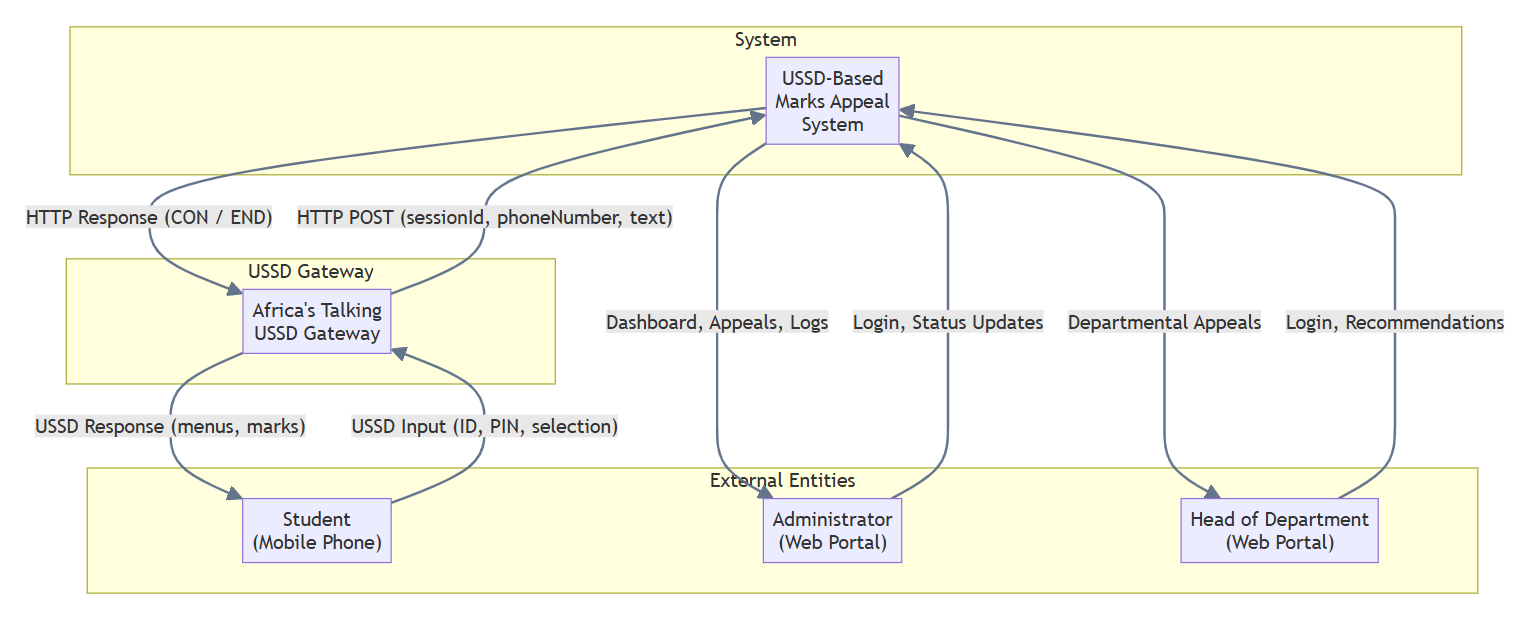 System
USSD-Based
Marks Appeal
System
HTTP Response (CON / END)
HTTP POST (sessionId, phoneNumber, text)
USSD Gateway
Africa's Talking
USSD Gateway
Dashboard, Appeals, Logs
Login, Status Updates
Departmental Appeals
Login, Recommendations
USSD Response (menus, marks)
USSD Input (ID, PIN, selection)
External Entities
Student
(Mobile Phone)
Administrator
(Web Portal)
Head of Department
(Web Portal)